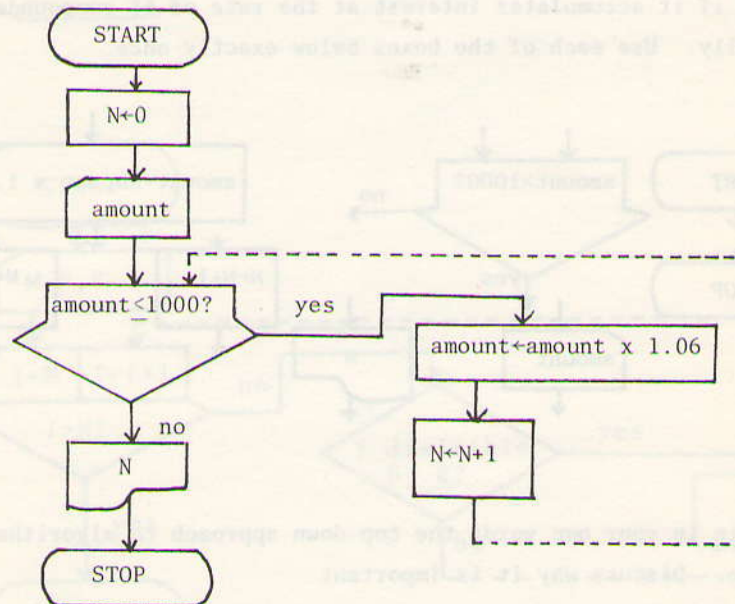 START
N←0
amount
amount≤1000?
yes
amount←amount x 1.06
no
N←N+1
N
STOP